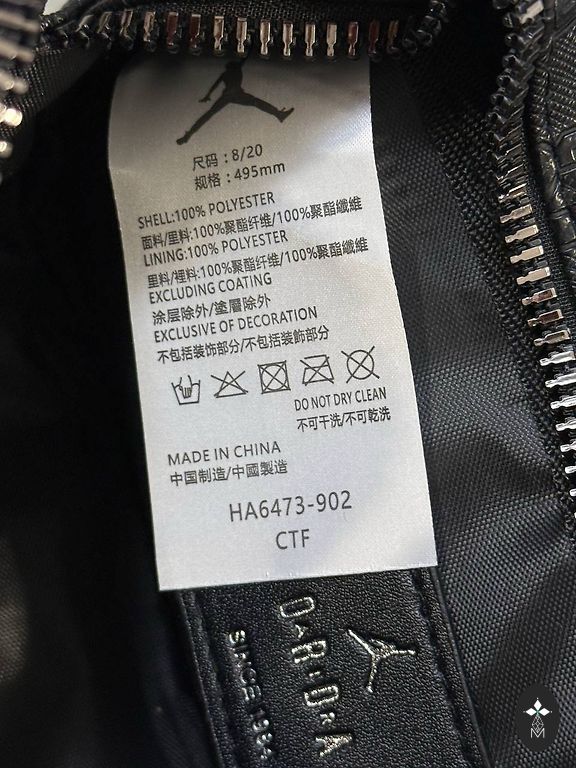 尺码：8/20
规格：495mm
SHELL:100% POLYESTER
面料/里料:100%聚酯纤维/100%聚酯纖維
LINING:100% POLYESTER
里料/裡料:100%聚酯纤维/100%聚酯纖維
EXCLUDING COATING
涂层除外/塗層除外
EXCLUSIVE OF DECORATION
不包括装饰部分/不包括裝飾部分
DO NOT DRY CLEAN
不可干洗/不可乾洗
MADE IN CHINA
中国制造/中國製造
HA6473-902
CTF
SINCE 1984
M